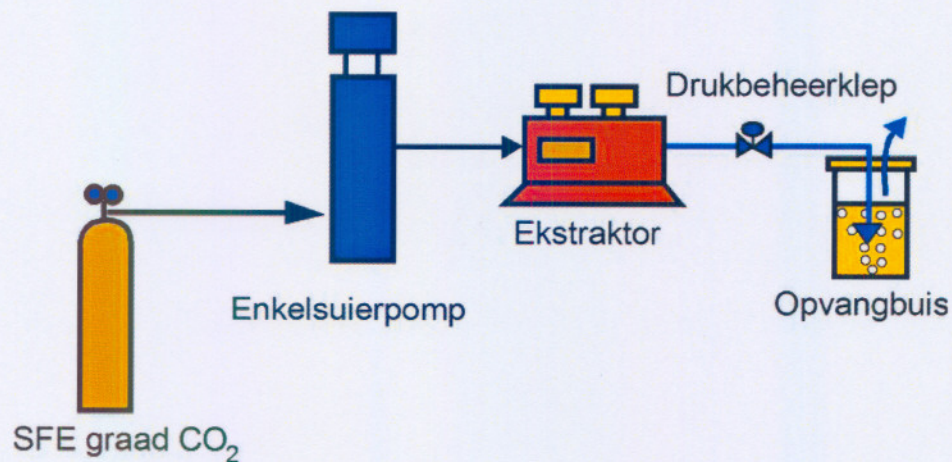 Drukbeheerklep
Ekstraktor
Enkelsuierpomp
Opvangbuis
SFE graad CO₂